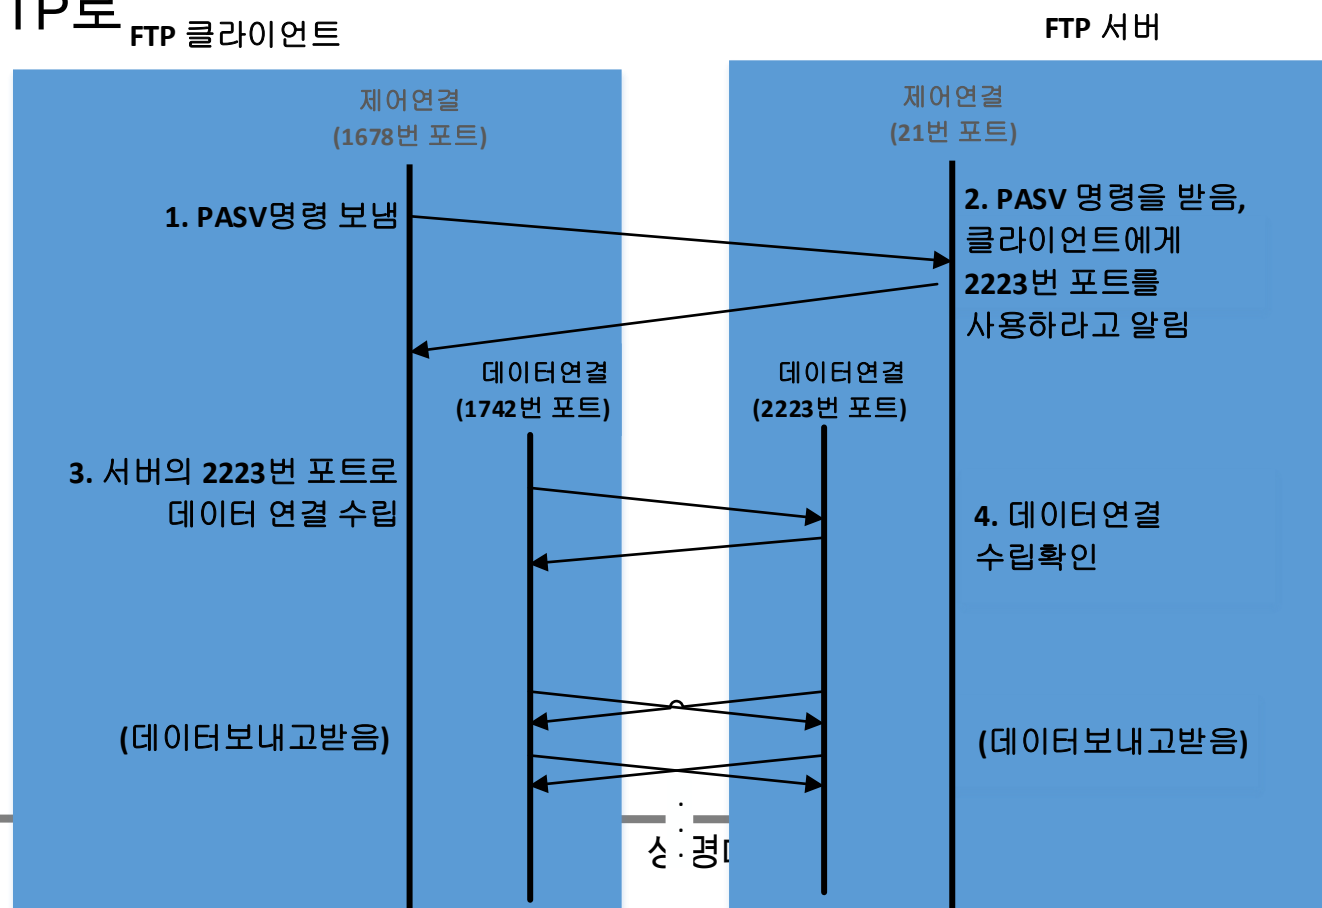 TP로
FTP 클라이언트
FTP 서버
제어연결
(1678번 포트)
제어연결
(21번 포트)
1. PASV명령 보냄
2. PASV 명령을 받음,
클라이언트에게
2223번 포트를
사용하라고 알림
데이터연결
(1742번 포트)
데이터연결
(2223번 포트)
3. 서버의 2223번 포트로
데이터 연결 수립
4. 데이터연결
수립확인
(데이터보내고받음)
(데이터보내고받음)